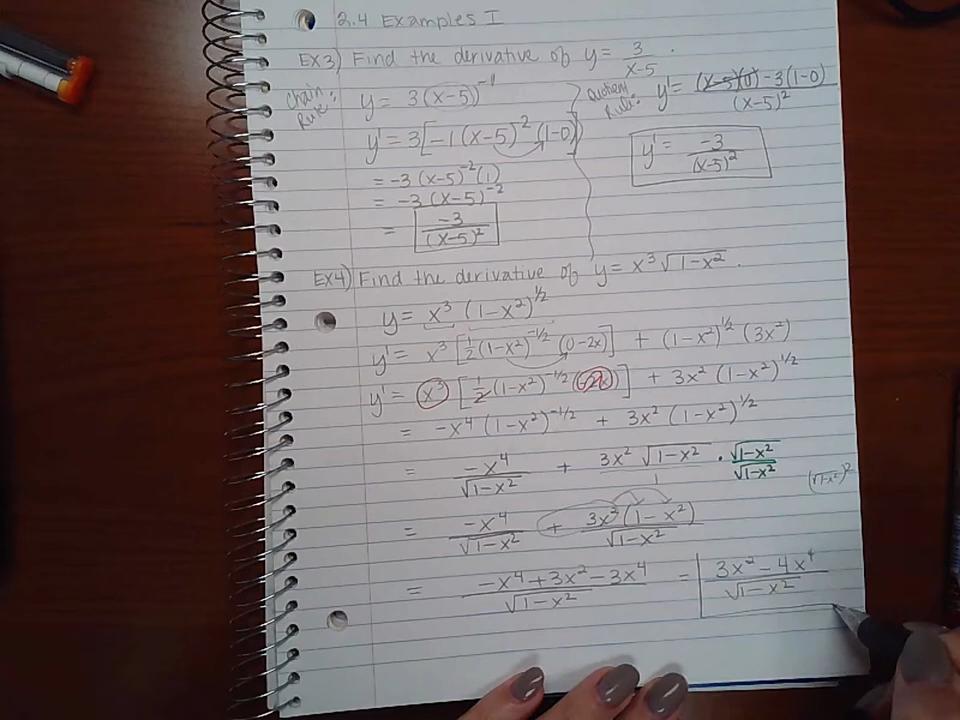 2.4 Examples I
Ex3) Find the derivative of y = 3/(x-5).
Chain Rule: y = 3(x-5)^-1
y' = 3[-1(x-5)^-2 (1-0)]
= -3(x-5)^-2 (1)
= -3(x-5)^-2
= -3/(x-5)^2
Quotient Rule: y' = ((x-5)(0) - 3(1-0))/(x-5)^2
y' = -3/(x-5)^2
Ex4) Find the derivative of y = x^3 √(1-x^2).
y = x^3 (1-x^2)^1/2
y' = x^3 [1/2 (1-x^2)^-1/2 (0-2x)] + (1-x^2)^1/2 (3x^2)
y' = x^3 [1/2 (1-x^2)^-1/2 (-2x)] + 3x^2 (1-x^2)^1/2
= -x^4 (1-x^2)^-1/2 + 3x^2 (1-x^2)^1/2
= -x^4/√(1-x^2) + 3x^2 √(1-x^2)/1 · √(1-x^2)/√(1-x^2)
(√(1-x^2))^2
= -x^4/√(1-x^2) + 3x^2(1-x^2)/√(1-x^2)
= (-x^4+3x^2-3x^4)/√(1-x^2) = (3x^2-4x^4)/√(1-x^2)